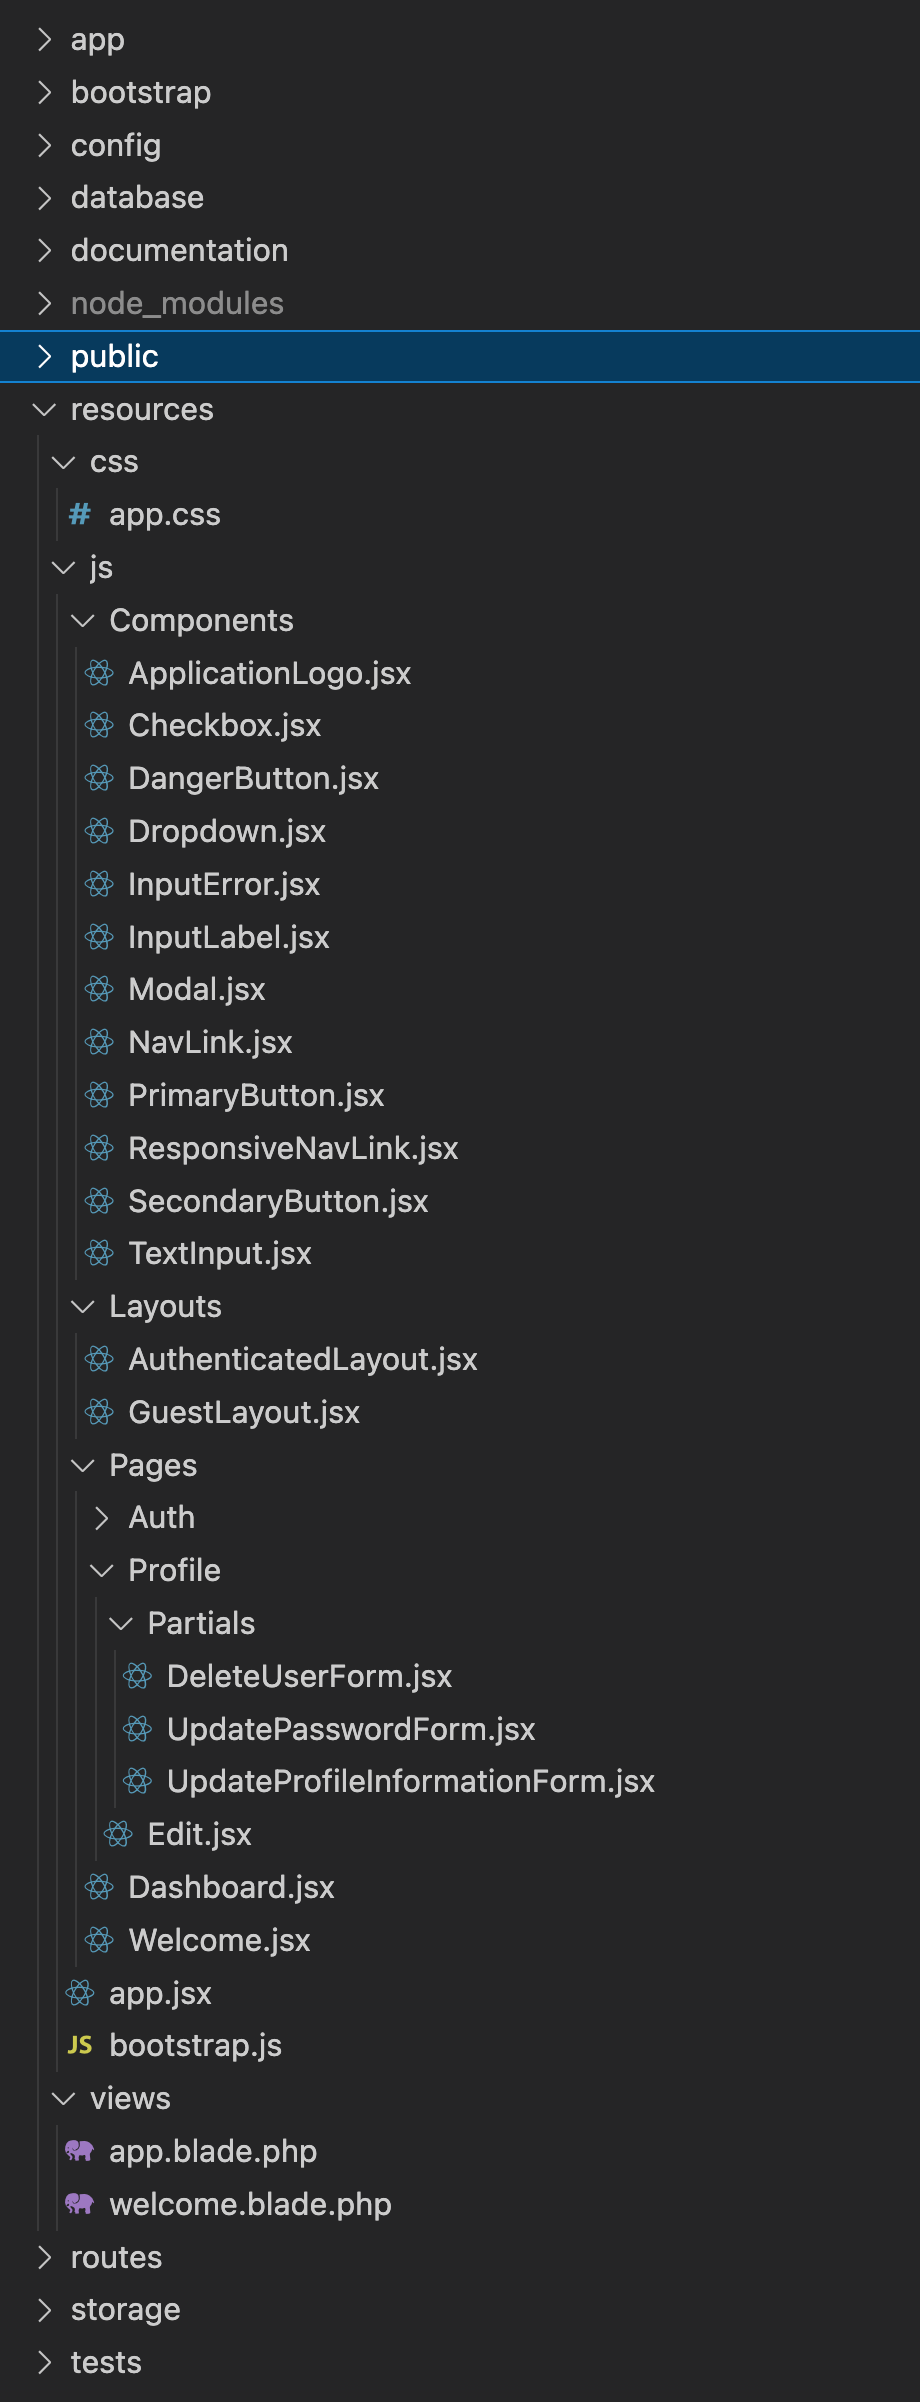 app
bootstrap
config
database
documentation
node_modules
public
resources
css
# app.css
js
Components
ApplicationLogo.jsx
Checkbox.jsx
DangerButton.jsx
Dropdown.jsx
InputError.jsx
InputLabel.jsx
Modal.jsx
NavLink.jsx
PrimaryButton.jsx
ResponsiveNavLink.jsx
SecondaryButton.jsx
TextInput.jsx
Layouts
AuthenticatedLayout.jsx
GuestLayout.jsx
Pages
Auth
Profile
Partials
DeleteUserForm.jsx
UpdatePasswordForm.jsx
UpdateProfileInformationForm.jsx
Edit.jsx
Dashboard.jsx
Welcome.jsx
app.jsx
JS bootstrap.js
views
app.blade.php
welcome.blade.php
routes
storage
tests